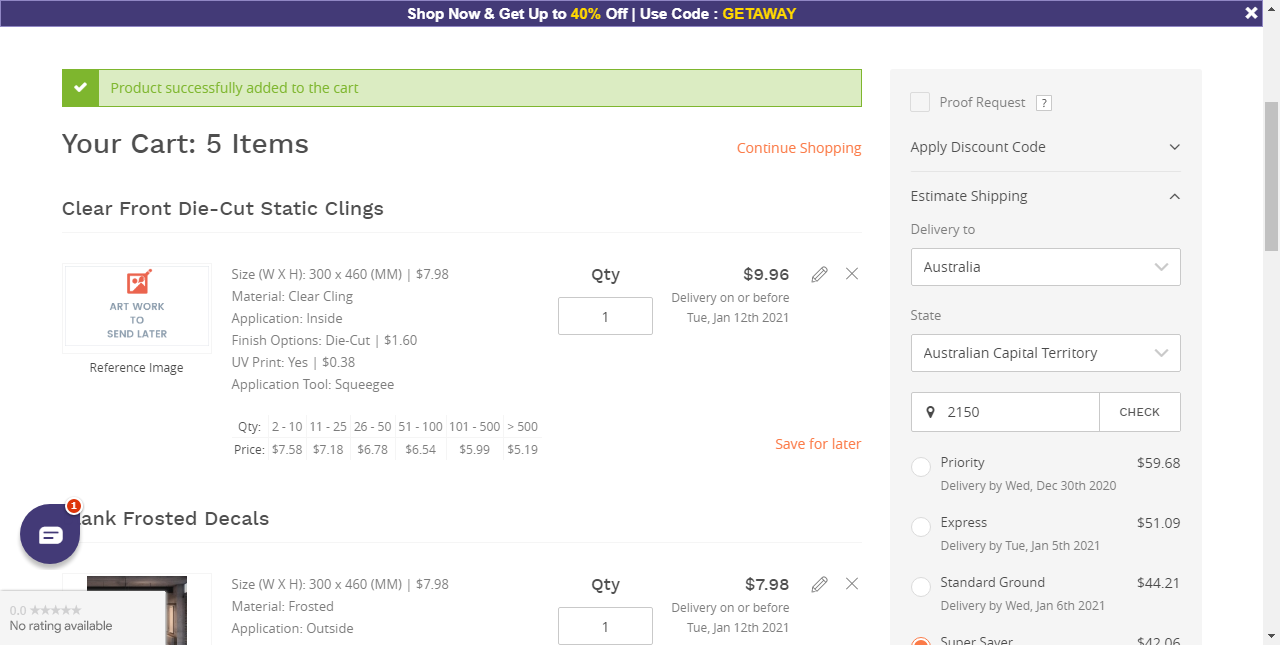 Shop Now & Get Up to 40% Off | Use Code : GETAWAY
Product successfully added to the cart
Your Cart: 5 Items
Continue Shopping
Clear Front Die-Cut Static Clings
ART WORK
TO
SEND LATER
Reference Image
Size (W X H): 300 x 460 (MM) | $7.98
Material: Clear Cling
Application: Inside
Finish Options: Die-Cut | $1.60
UV Print: Yes | $0.38
Application Tool: Squeegee
Qty
1
$9.96
Delivery on or before
Tue, Jan 12th 2021
Qty: 2 - 10 11 - 25 26 - 50 51 - 100 101 - 500 > 500
Price: $7.58 $7.18 $6.78 $6.54 $5.99 $5.19
Save for later
Frosted Decals
Size (W X H): 300 x 460 (MM) | $7.98
Material: Frosted
Application: Outside
Qty
1
$7.98
Delivery on or before
Tue, Jan 12th 2021
1
0.0 ★★★★★
No rating available
Proof Request ?
Apply Discount Code
Estimate Shipping
Delivery to
Australia
State
Australian Capital Territory
2150 CHECK
Priority $59.68
Delivery by Wed, Dec 30th 2020
Express $51.09
Delivery by Tue, Jan 5th 2021
Standard Ground $44.21
Delivery by Wed, Jan 6th 2021
Super Saver $42.06